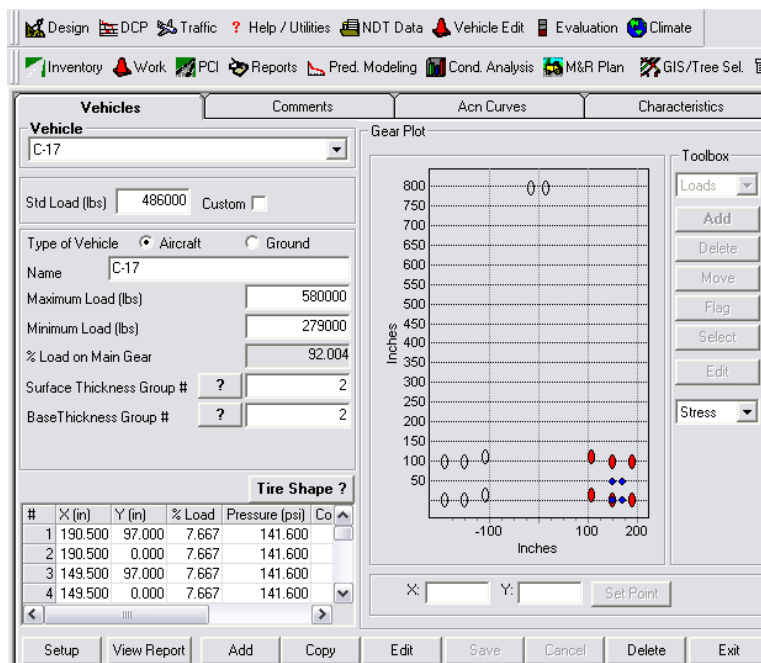 Design DCP Traffic ? Help / Utilities NDT Data Vehicle Edit Evaluation Climate
Inventory Work PCI Reports Pred. Modeling Cond. Analysis M&R Plan GIS/Tree Sel.
Vehicles Comments Acn Curves Characteristics
Vehicle
C-17
Std Load (lbs) 486000 Custom
Type of Vehicle Aircraft Ground
Name C-17
Maximum Load (lbs) 580000
Minimum Load (lbs) 279000
% Load on Main Gear 92.004
Surface Thickness Group # ? 2
BaseThickness Group # ? 2
Tire Shape ?
# X (in) Y (in) % Load Pressure (psi) Co
1 190.500 97.000 7.667 141.600
2 190.500 0.000 7.667 141.600
3 149.500 97.000 7.667 141.600
4 149.500 0.000 7.667 141.600
Gear Plot
800
750
700
650
600
550
500
450
400
350
300
250
200
150
100
50
Inches
-100 100 200
Inches
X: Y: Set Point
Toolbox
Loads
Add
Delete
Move
Flag
Select
Edit
Stress
Setup View Report Add Copy Edit Save Cancel Delete Exit